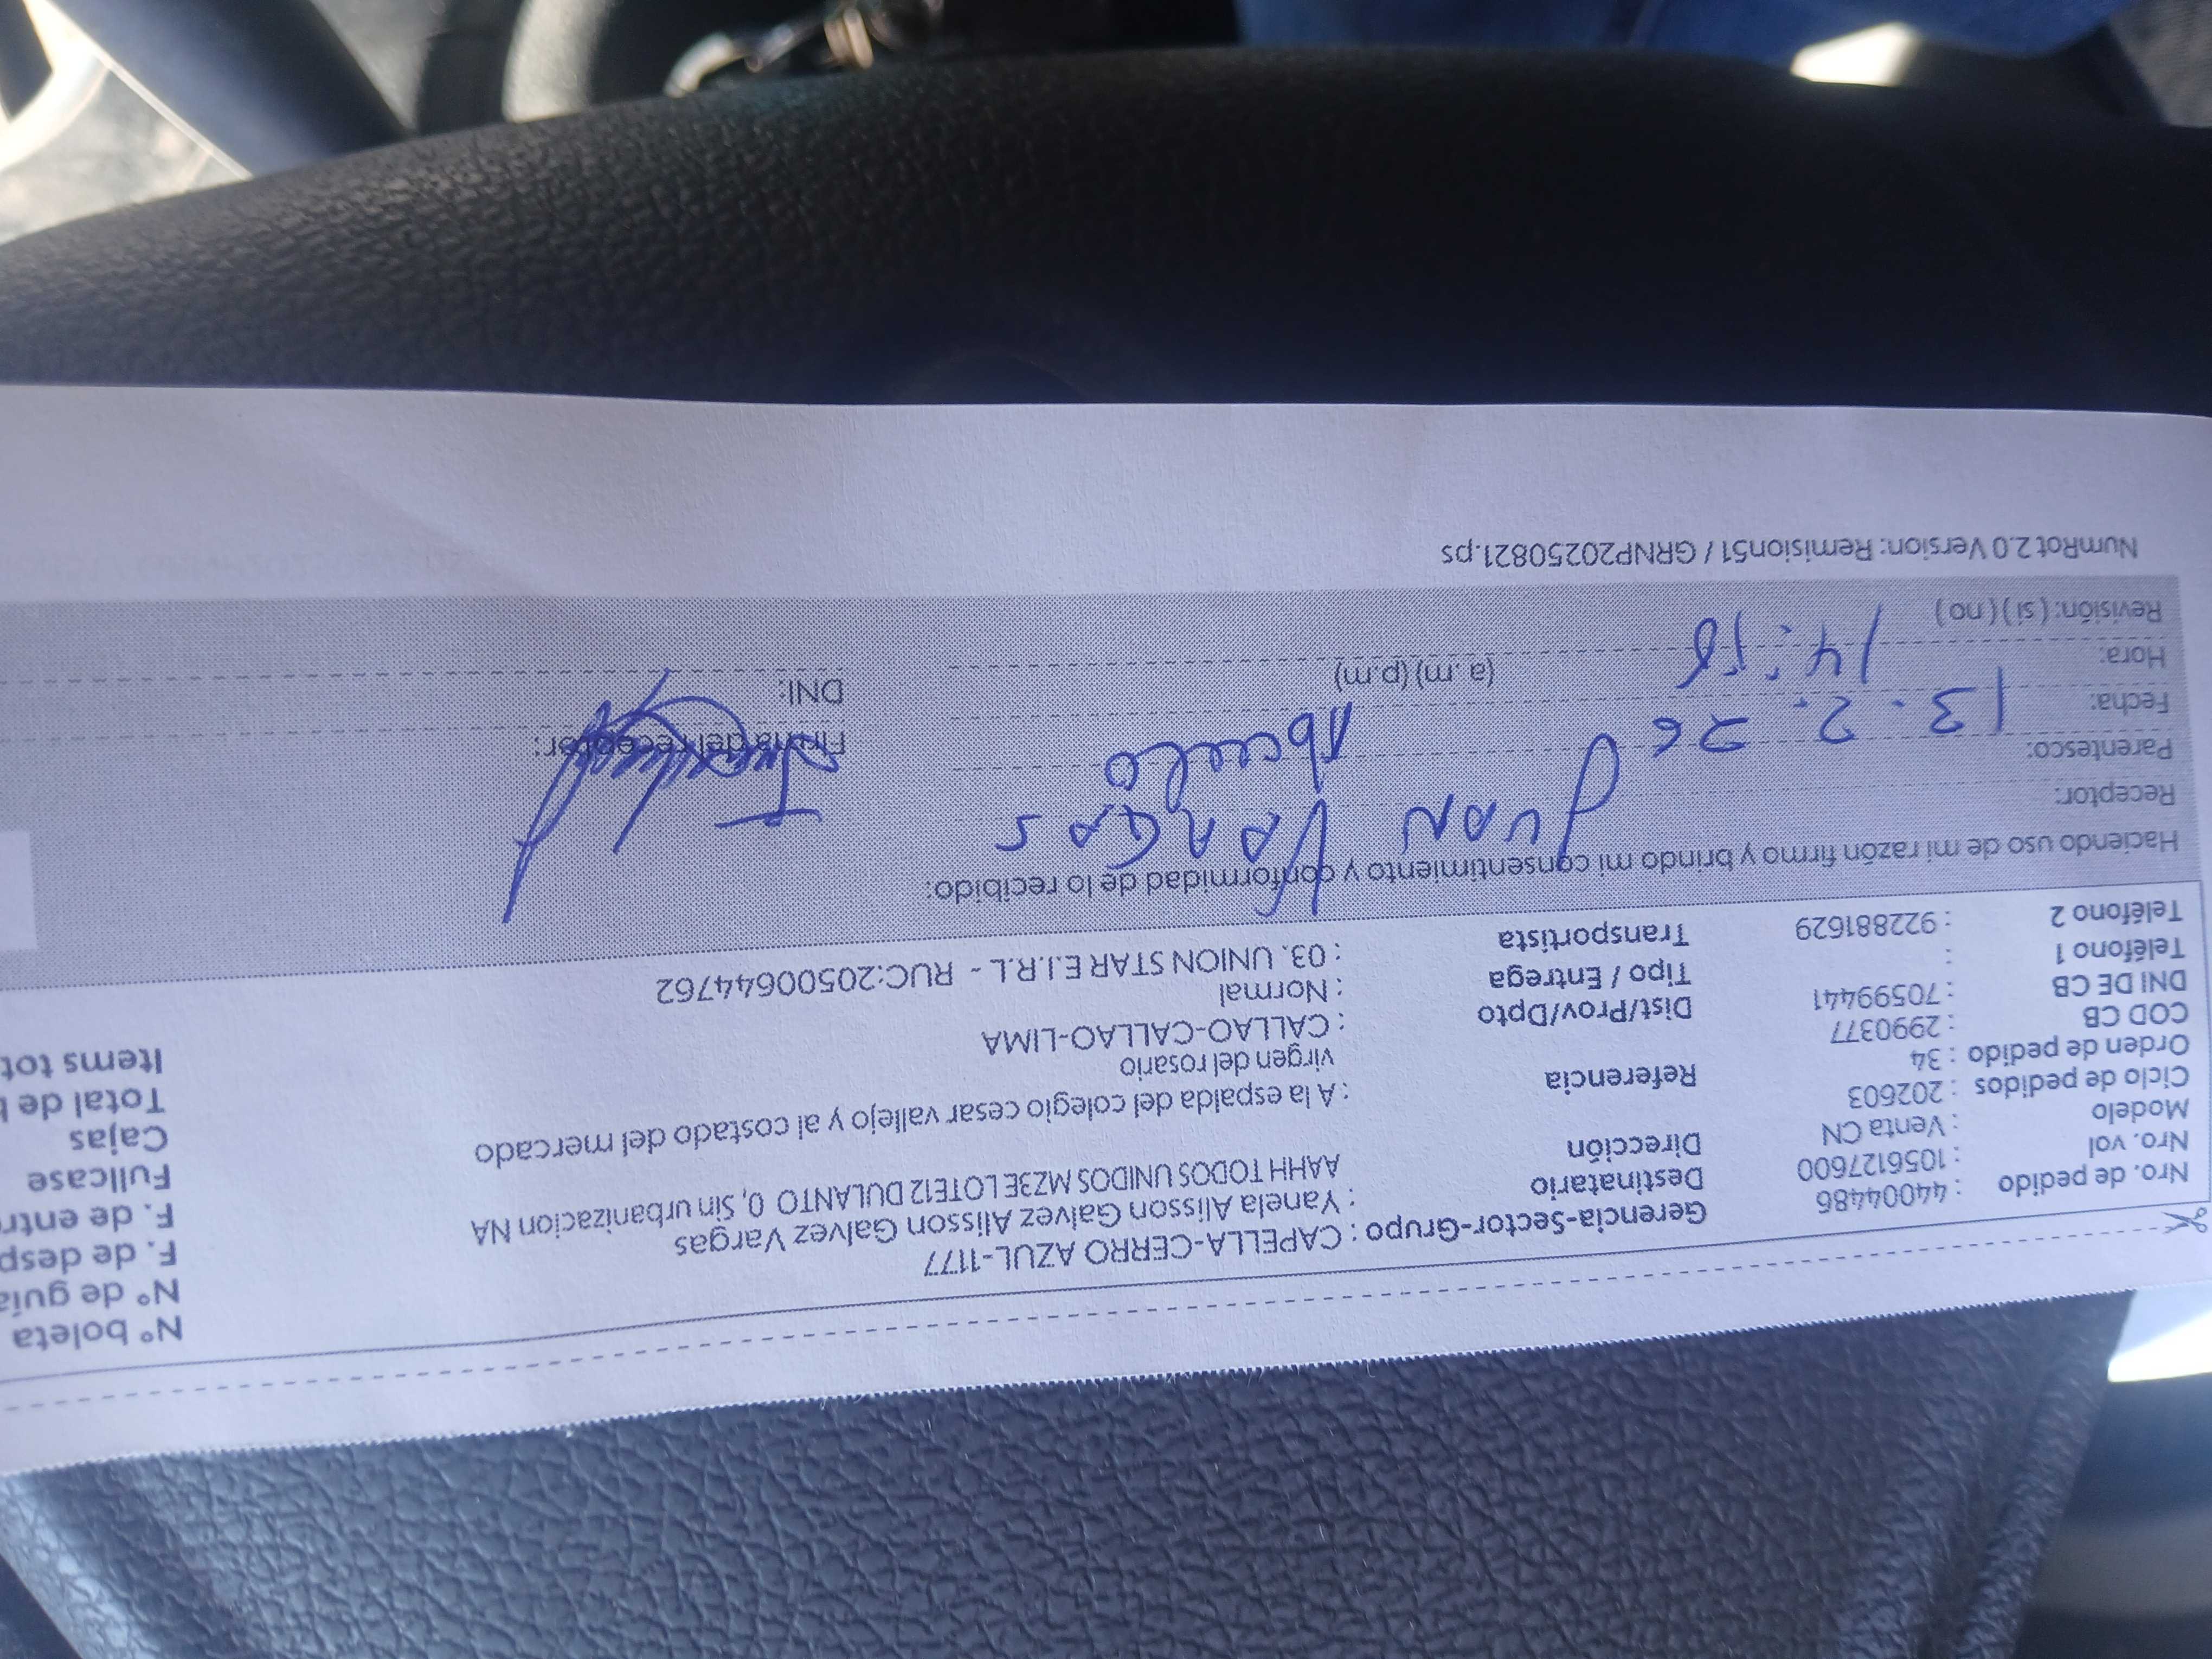 Nº boleta
Nº de guía
F. de desp
F. de entr
Fullcase
Cajas
Total de b
Items tot
Gerencia-Sector-Grupo : CAPELLA-CERRO AZUL-1177
Nro. de pedido : 44004486
Destinatario : Yanela Alisson Galvez Alisson Galvez Vargas
Nro. vol : 1056127600
Dirección AAHH TODOS UNIDOS MZ3E LOTE12 DULANTO 0, Sin urbanizacion NA
Modelo : Venta CN
Ciclo de pedidos : 202603
Referencia : A la espalda del colegio cesar vallejo y al costado del mercado
virgen del rosario
Orden de pedido : 34
COD CB : 2990377
Dist/Prov/Dpto : CALLAO-CALLAO-LIMA
DNI DE CB : 70599441
Tipo / Entrega : Normal
Teléfono 1 :
Transportista : 03. UNION STAR E.I.R.L - RUC:20500644762
Teléfono 2 : 922881629
Haciendo uso de mi razón firmo y brindo mi consentimiento y conformidad de lo recibido:
Receptor: JUAN VARGAS
Parentesco: Abuelo
Firma del receptor:
Fecha: 13.2.26
DNI:
Hora: 14:58 (a. m) (p.m)
Revisión: ( si ) ( no )
NumRot 2.0 Version: Remision51 / GRNP20250821.ps